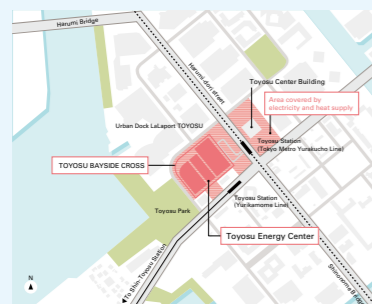 Harumi Bridge
Harumi-dori street
Toyosu Center Building
Area covered by
electricity and heat supply
Urban Dock LaLaport TOYOSU
Toyosu Station
(Tokyo Metro Yurakucho Line)
TOYOSU BAYSIDE CROSS
Toyosu Station
(Yurikamome Line)
Toyosu Park
Toyosu Energy Center
To Shin-Toyosu Station
N